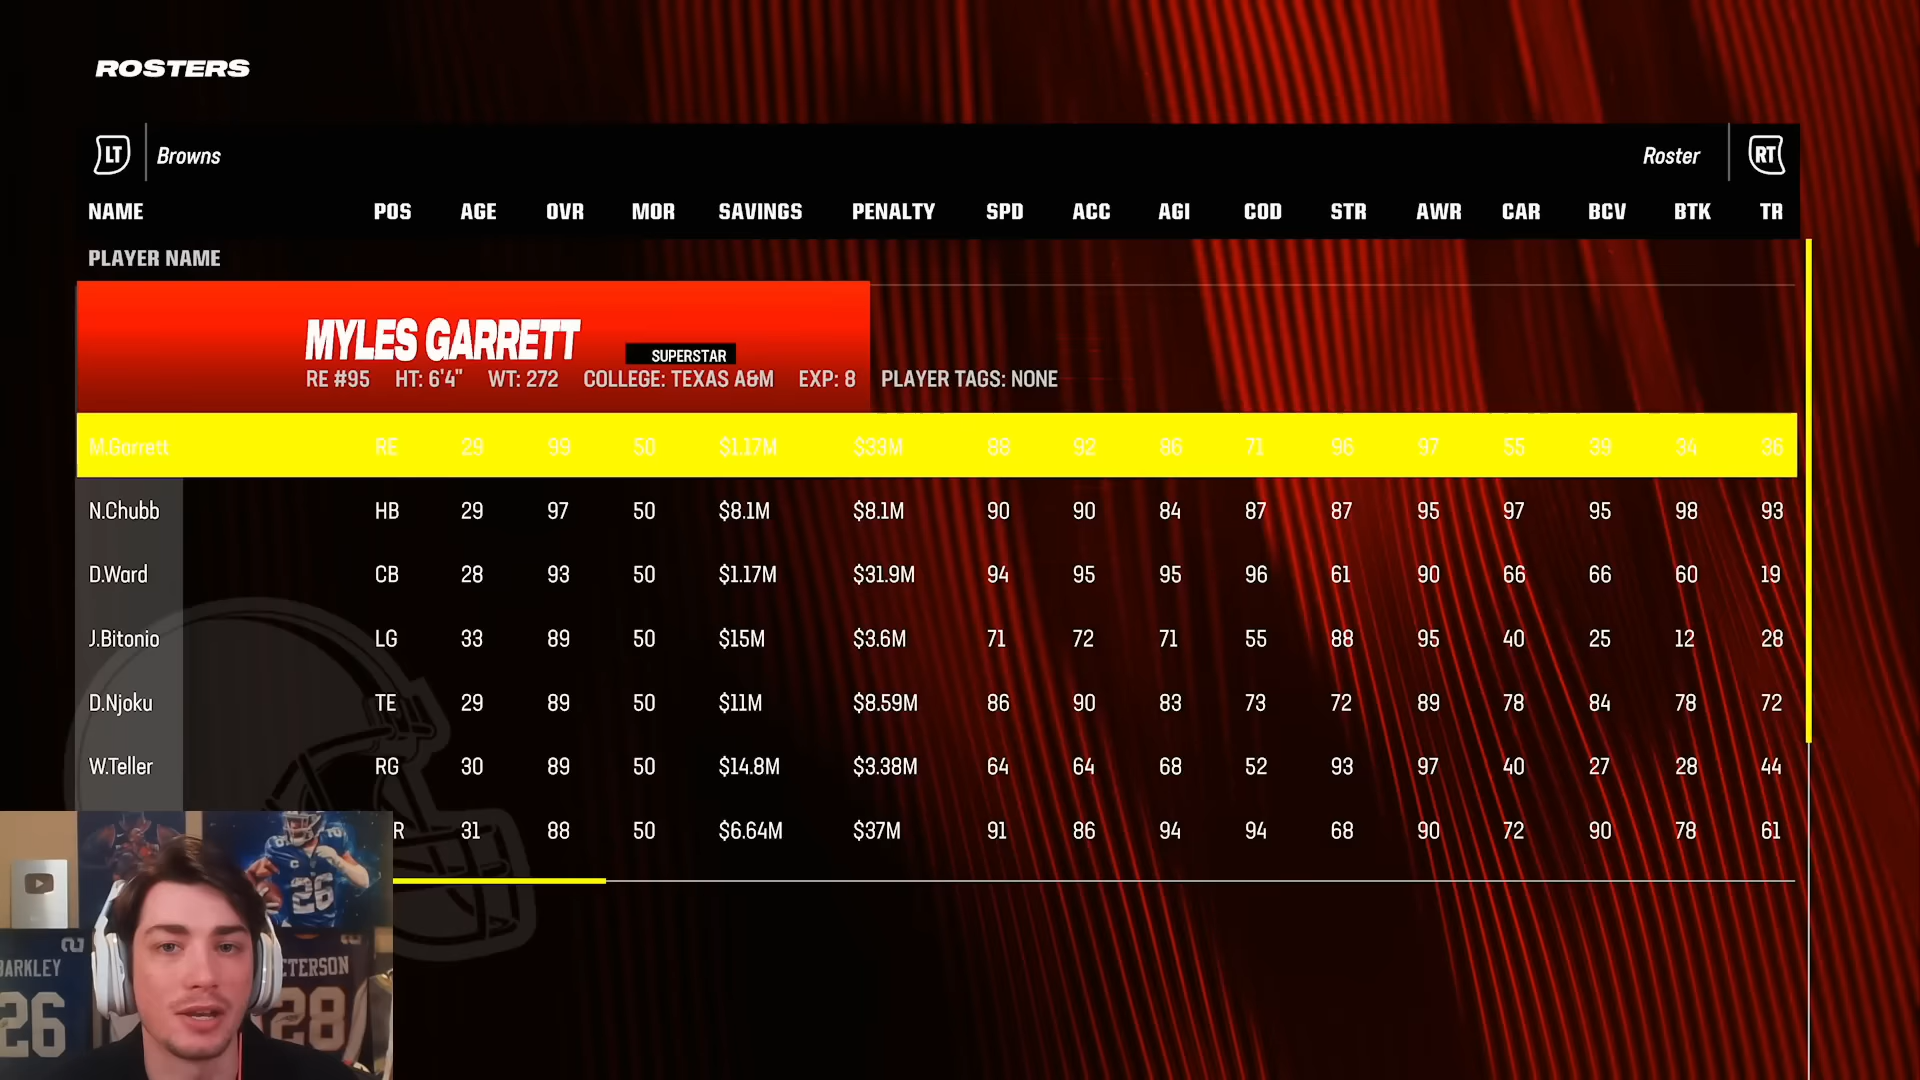 ROSTERS
LT Browns Roster RT
NAME POS AGE OVR MOR SAVINGS PENALTY SPD ACC AGI COD STR AWR CAR BCV BTK TR
PLAYER NAME
MYLES GARRETT SUPERSTAR
RE #95 HT: 6'4" WT: 272 COLLEGE: TEXAS A&M EXP: 8 PLAYER TAGS: NONE
M.Garrett RE 29 99 50 $1.17M $33M 88 92 86 71 96 97 55 39 34 36
N.Chubb HB 29 97 50 $8.1M $8.1M 90 90 84 87 87 95 97 95 98 93
D.Ward CB 28 93 50 $1.17M $31.9M 94 95 95 96 61 90 66 66 60 19
J.Bitonio LG 33 89 50 $15M $3.6M 71 72 71 55 88 95 40 25 12 28
D.Njoku TE 29 89 50 $11M $8.59M 86 90 83 73 72 89 78 84 78 72
W.Teller RG 30 89 50 $14.8M $3.38M 64 64 68 52 93 97 40 27 28 44
R 31 88 50 $6.64M $37M 91 86 94 94 68 90 72 90 78 61
26
C
2
BARKLEY
26
ETERSON
28